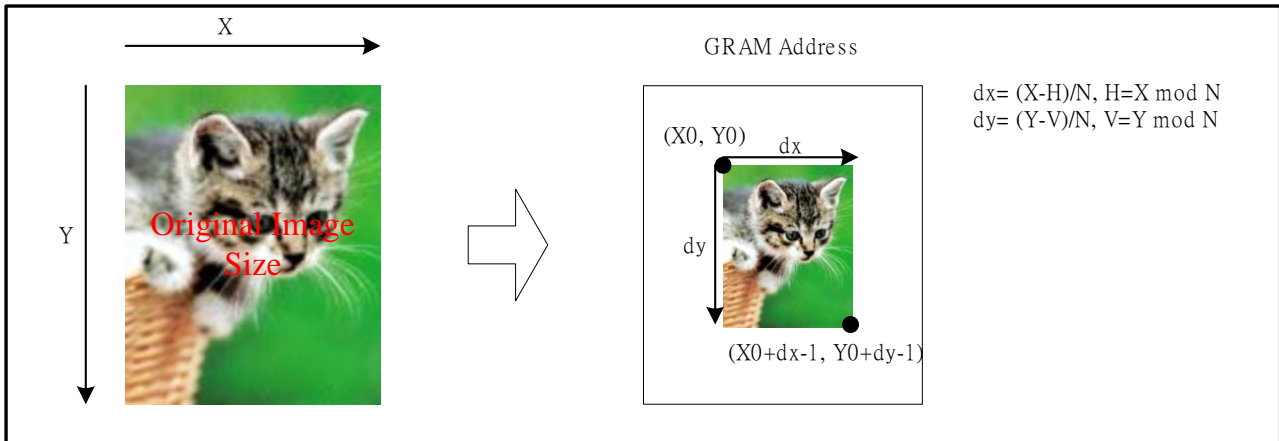 X
Y
Original Image
Size
GRAM Address
(X0, Y0)
dx
dy
(X0+dx-1, Y0+dy-1)
dx= (X-H)/N, H=X mod N
dy= (Y-V)/N, V=Y mod N